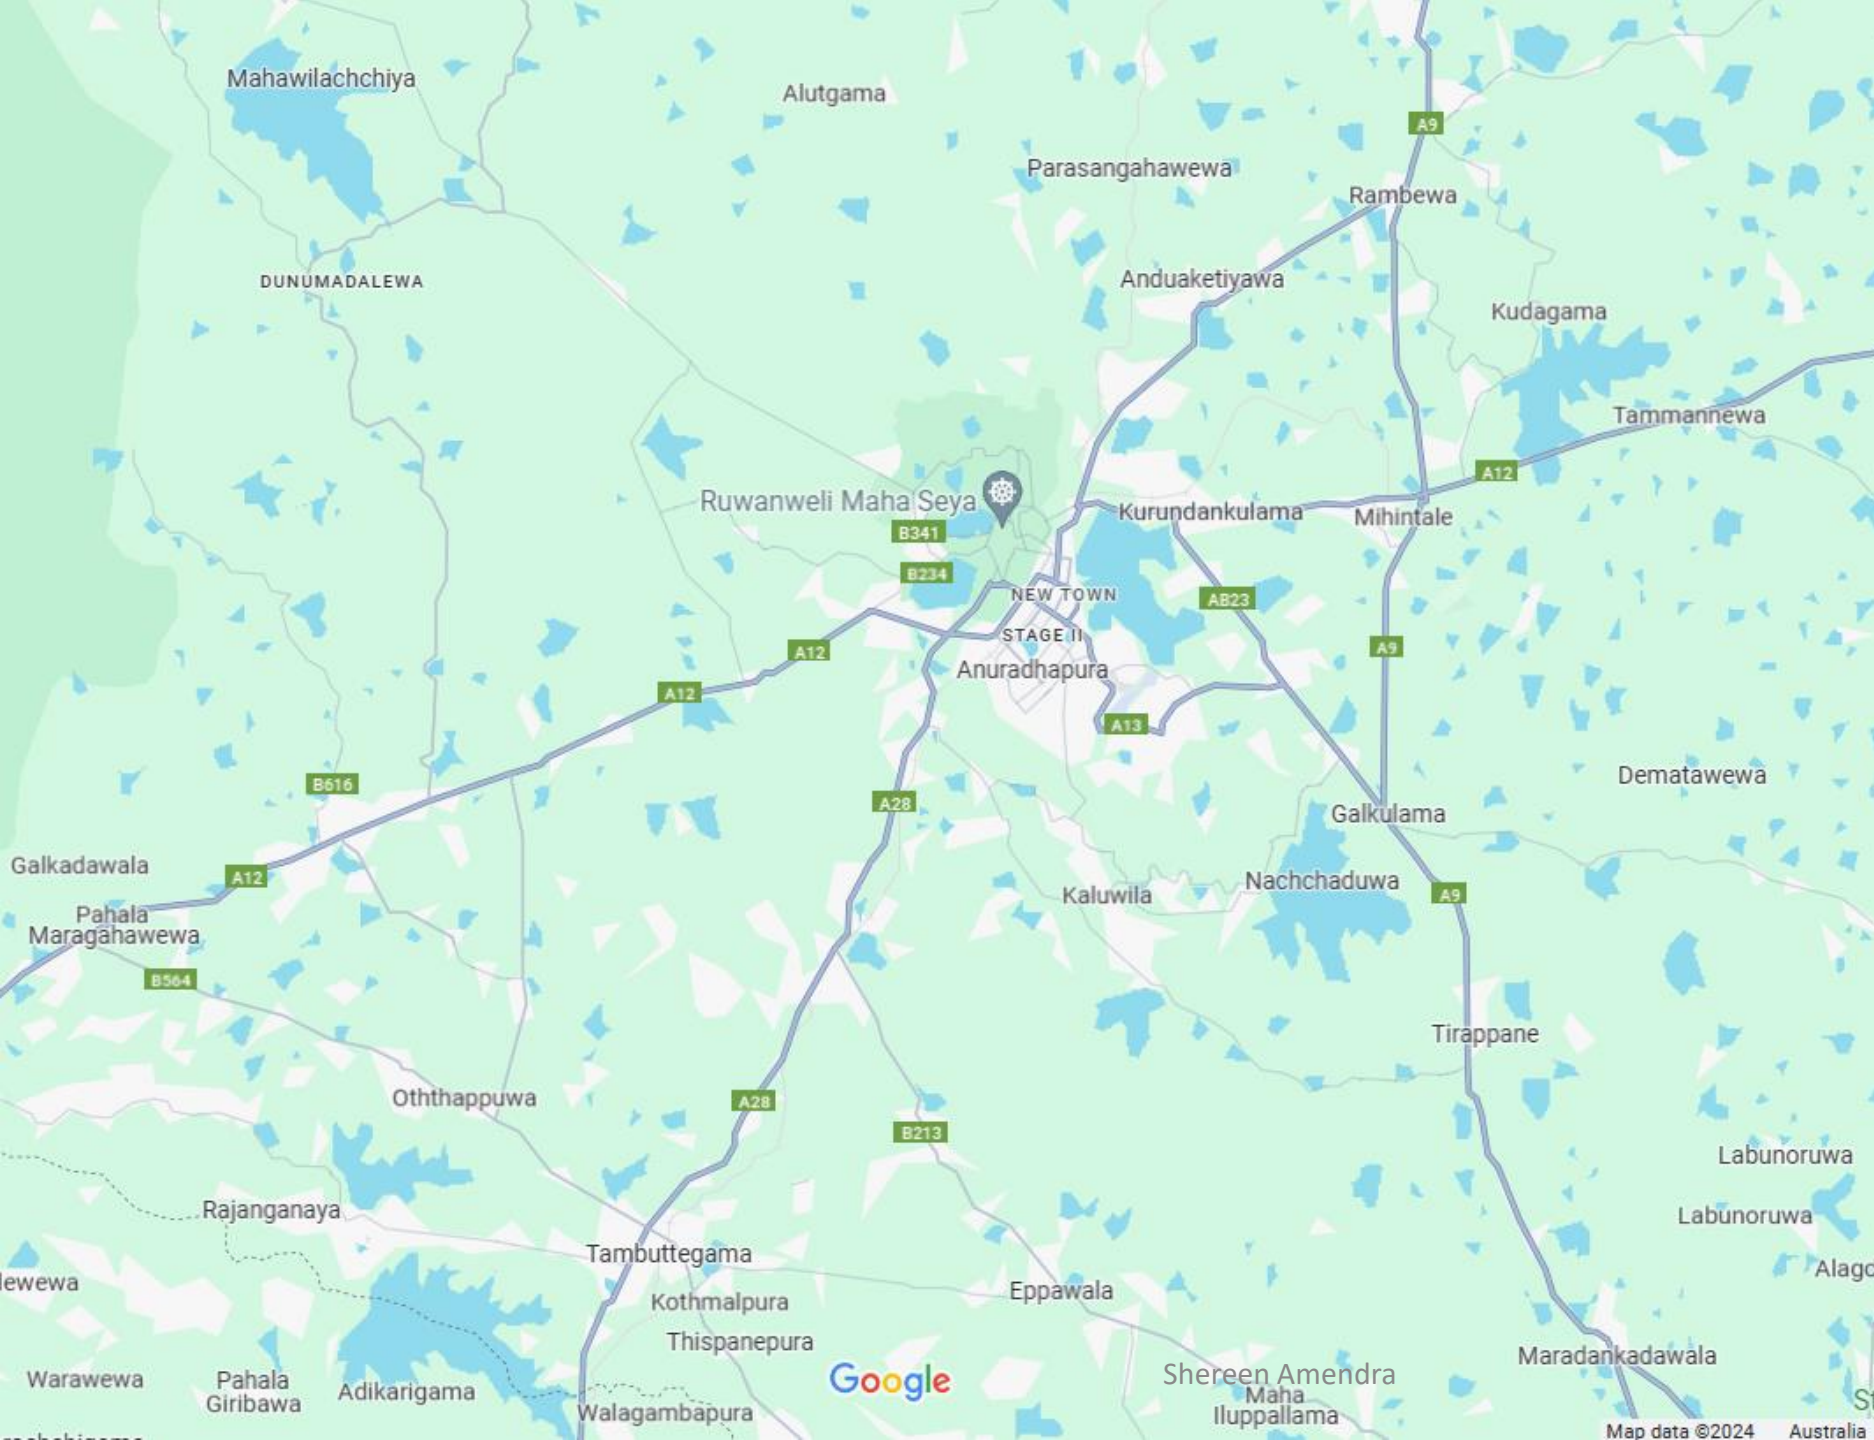 Mahawilachchiya
Alutgama
A9
Parasangahawewa
Rambewa
DUNUMADALEWA
Anduaketiyawa
Kudagama
Tammannewa
A12
Ruwanweli Maha Seya
Kurundankulama
Mihintale
B341
B234
NEW TOWN
AB23
STAGE II
A12
A9
Anuradhapura
A12
A13
B616
A28
Dematawewa
Galkulama
Galkadawala
A12
Nachchaduwa
A9
Kaluwila
Pahala
Maragahawewa
B564
Tirappane
Oththappuwa
A28
B213
Labunoruwa
Rajanganaya
Labunoruwa
Tambuttegama
Alago
lewewa
Eppawala
Kothmalpura
Thispanepura
Maradankadawala
Warawewa
Pahala
Giribawa
Adikarigama
Google
Shereen Amendra
Maha
Iluppallama
Walagambapura
St
Map data ©2024 Australia